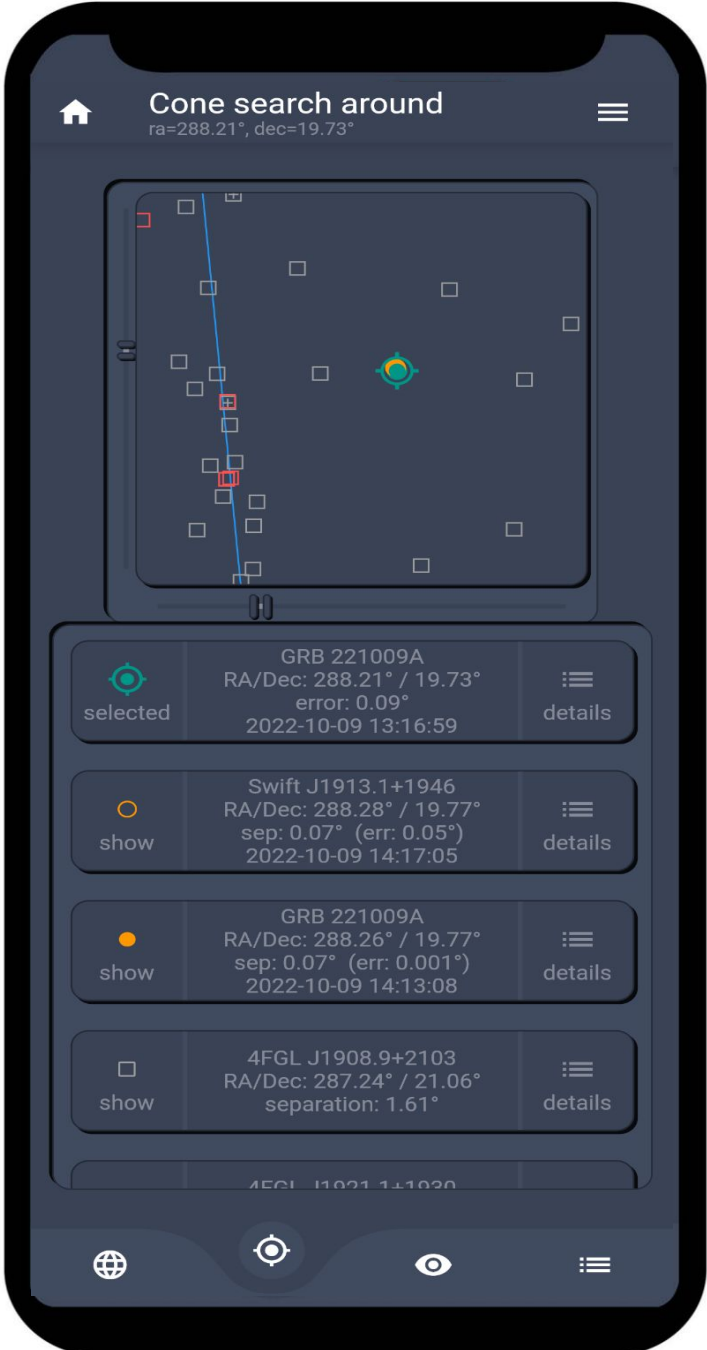 Cone search around
ra=288.21°, dec=19.73°
GRB 221009A
RA/Dec: 288.21° / 19.73°
error: 0.09°
2022-10-09 13:16:59
selected
details
Swift J1913.1+1946
RA/Dec: 288.28° / 19.77°
sep: 0.07° (err: 0.05°)
2022-10-09 14:17:05
show
details
GRB 221009A
RA/Dec: 288.26° / 19.77°
sep: 0.07° (err: 0.001°)
2022-10-09 14:13:08
show
details
4FGL J1908.9+2103
RA/Dec: 287.24° / 21.06°
separation: 1.61°
show
details
4FGL J1921.1+1930